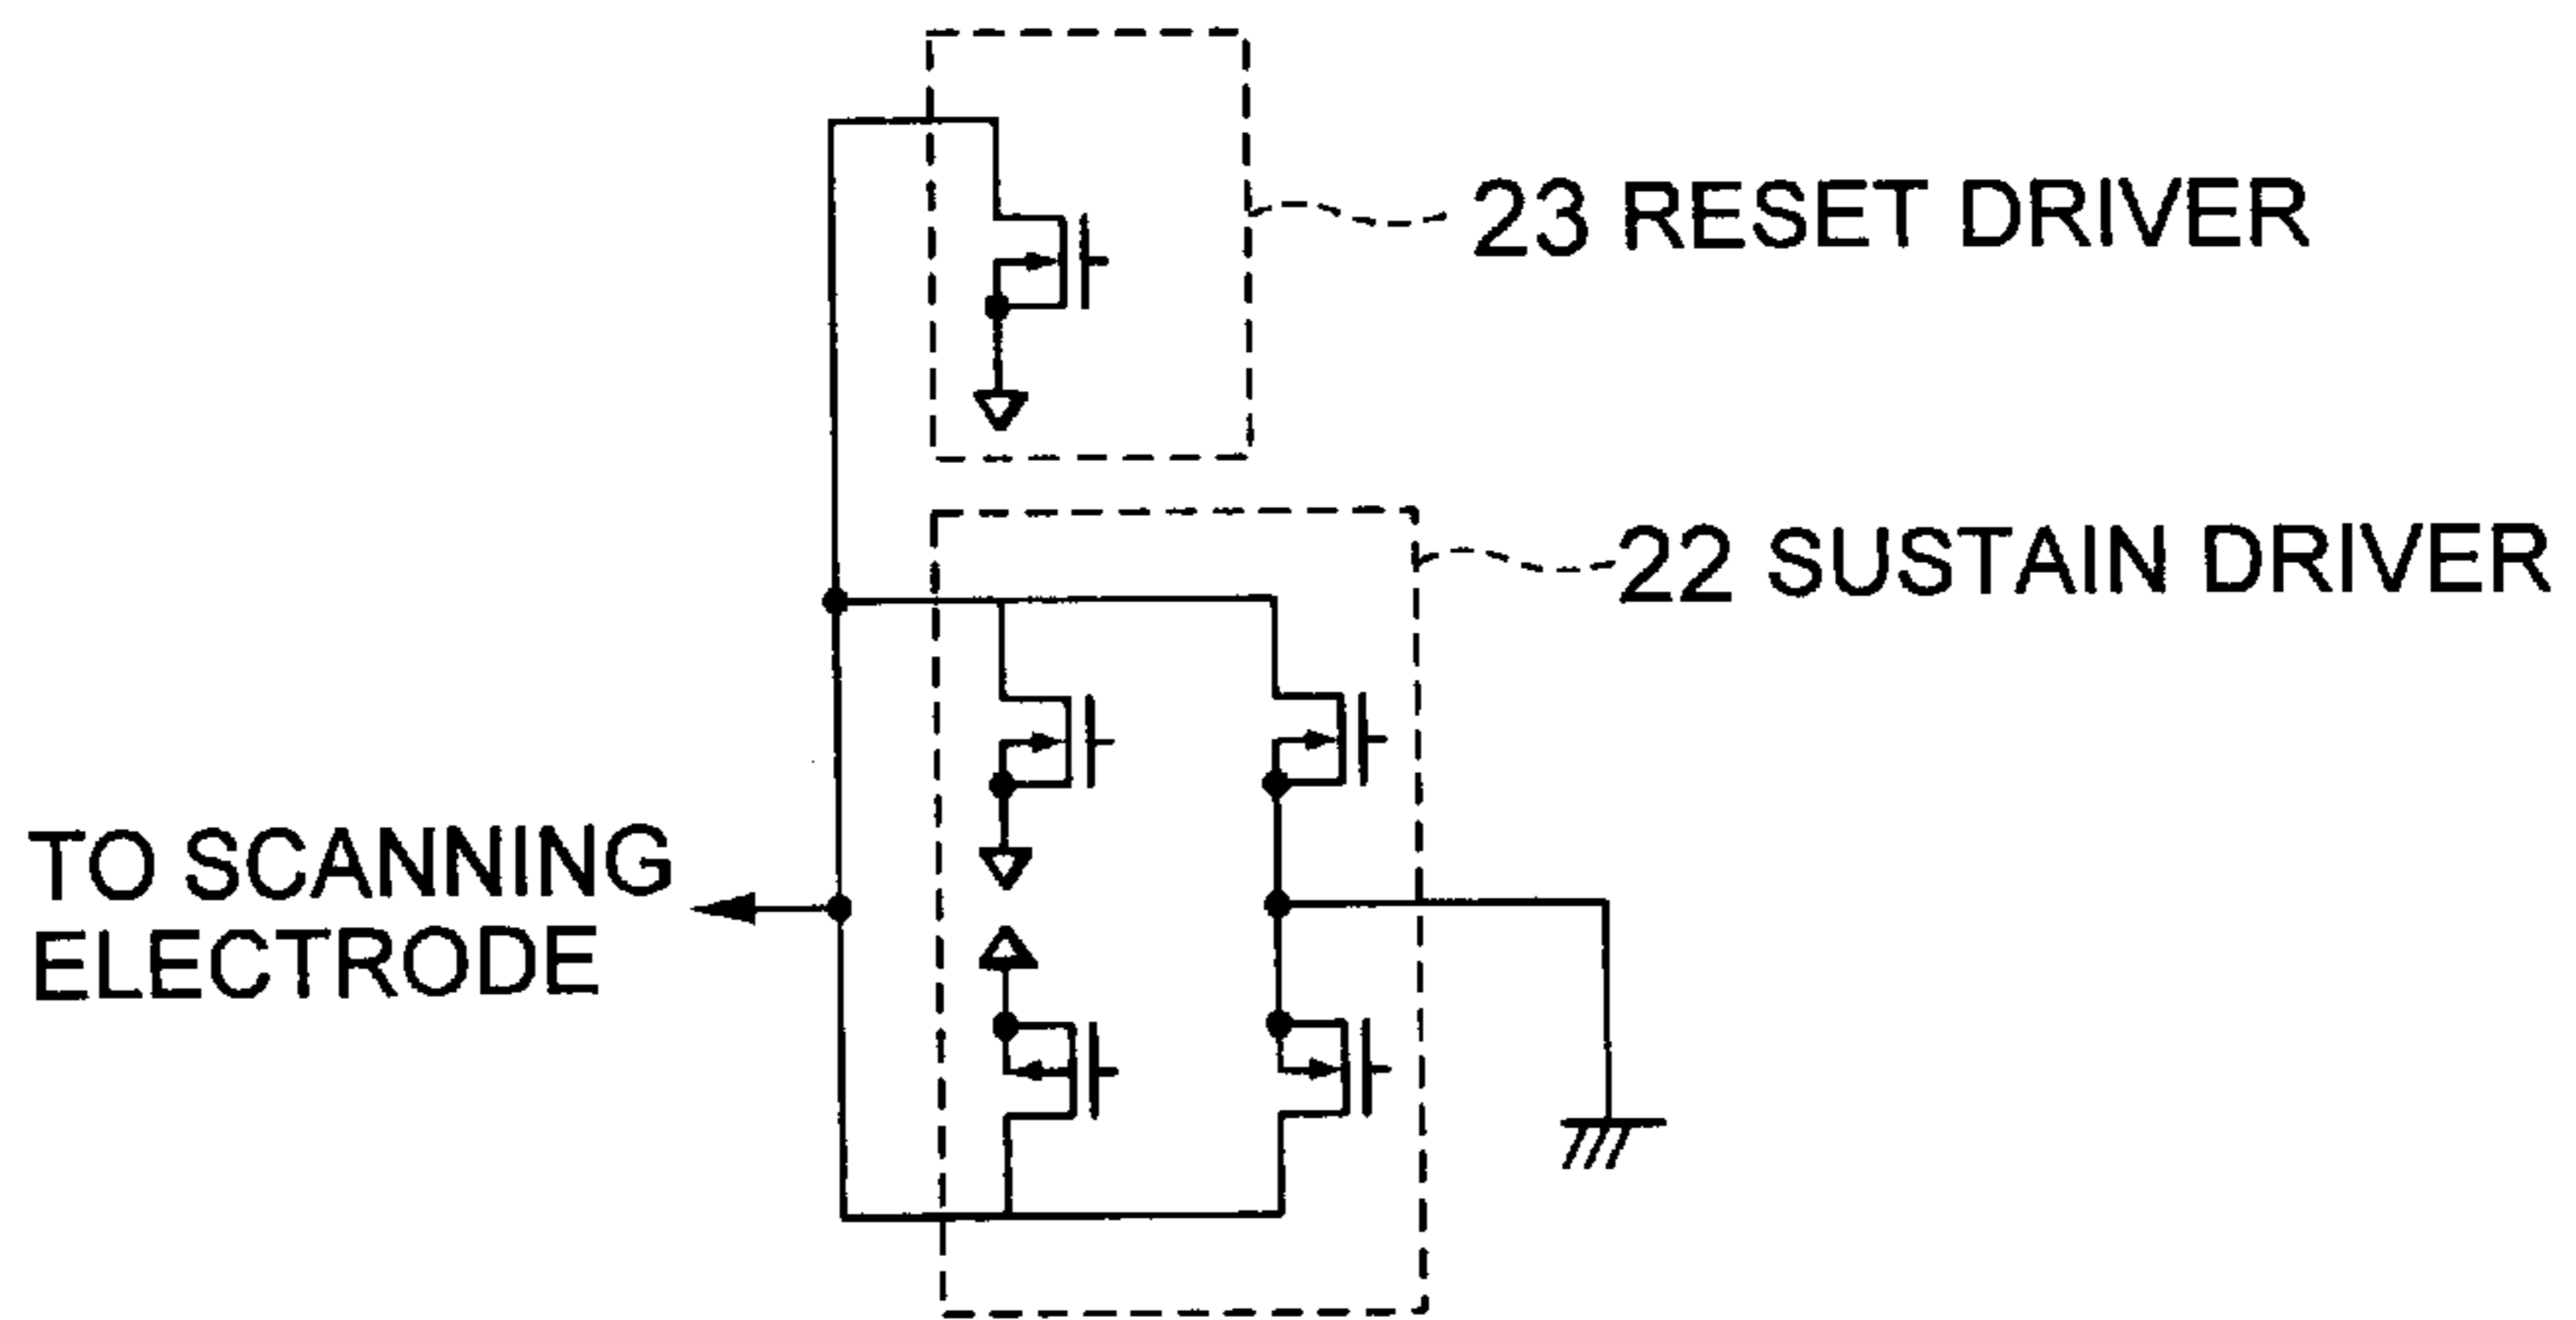 23 RESET DRIVER
22 SUSTAIN DRIVER
TO SCANNING
ELECTRODE